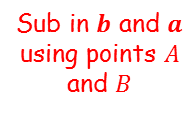 Sub in b and a
using points A
and B